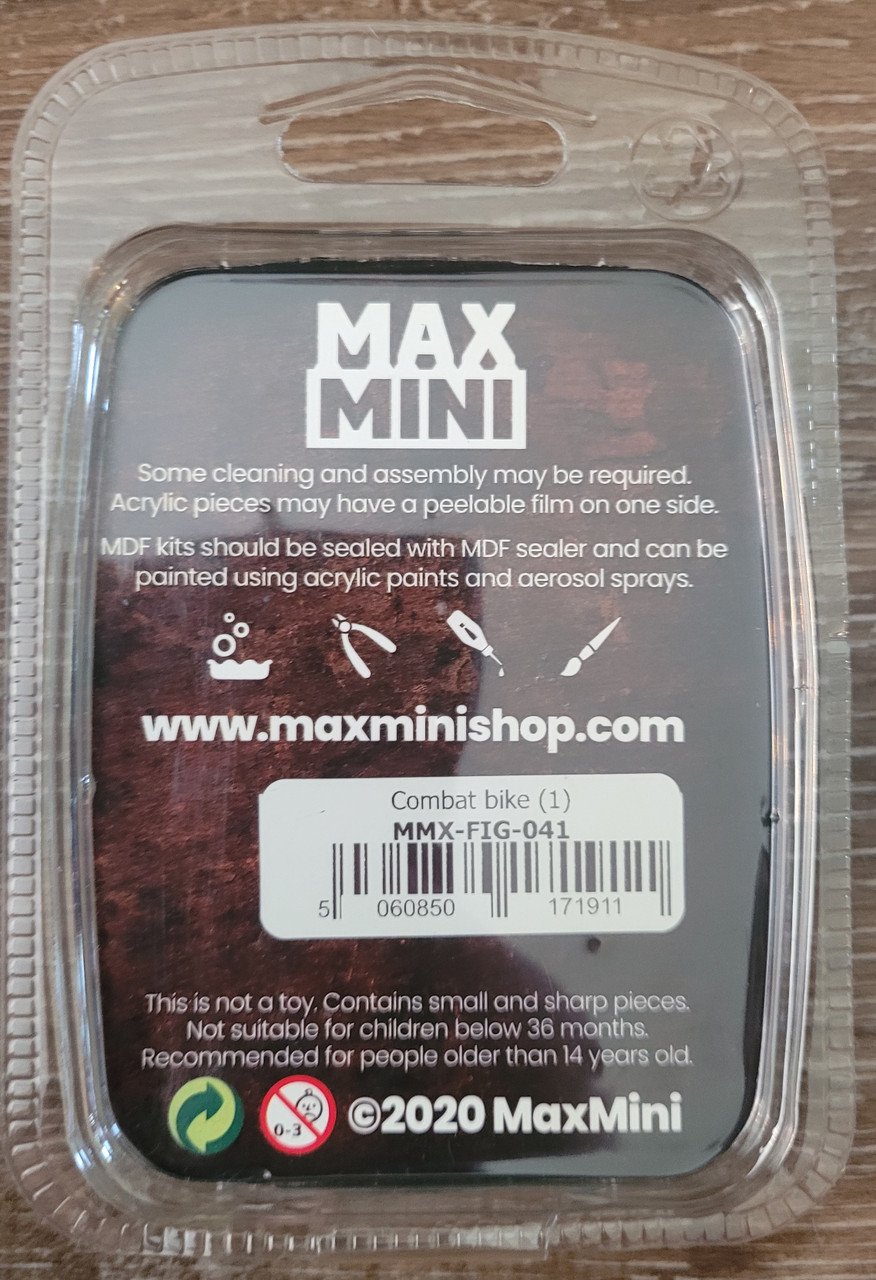 MAX
MINI
Some cleaning and assembly may be required.
Acrylic pieces may have a peelable film on one side.
MDF kits should be sealed with MDF sealer and can be
painted using acrylic paints and aerosol sprays.
www.maxminishop.com
Combat bike (1)
MMX-FIG-041
5 060850 171911
This is not a toy. Contains small and sharp pieces.
Not suitable for children below 36 months.
Recommended for people older than 14 years old.
0-3
©2020 MaxMini